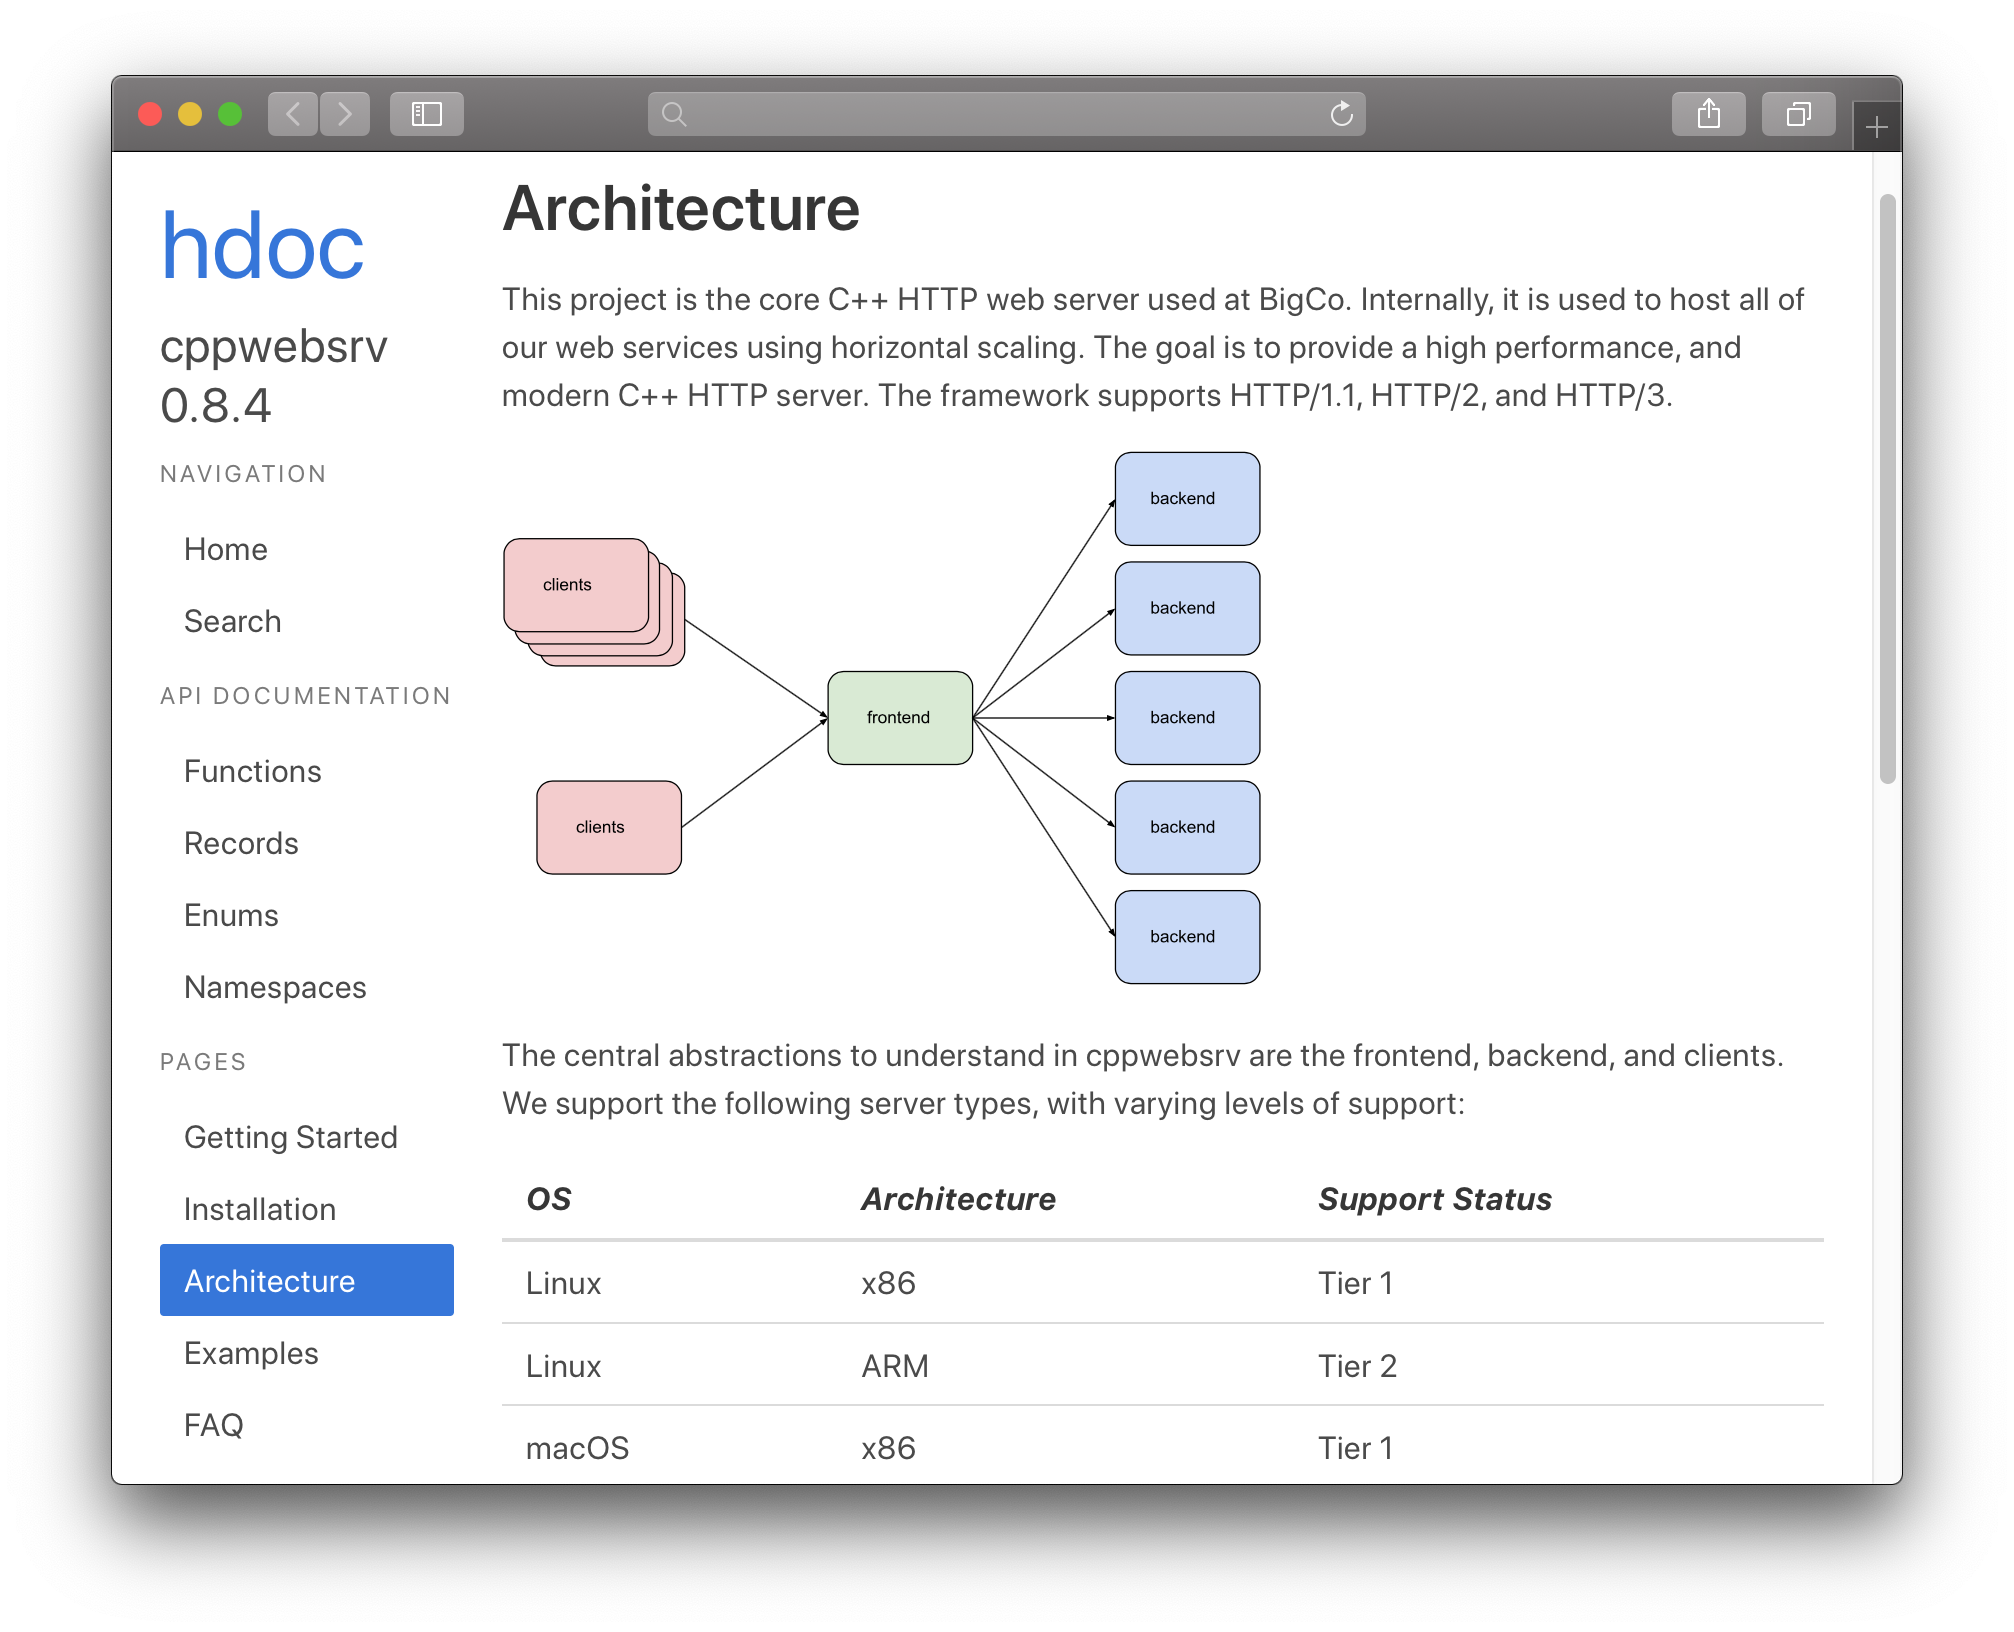 hdoc
cppwebsrv
0.8.4
NAVIGATION
Home
Search
API DOCUMENTATION
Functions
Records
Enums
Namespaces
PAGES
Getting Started
Installation
Architecture
Examples
FAQ
Architecture
This project is the core C++ HTTP web server used at BigCo. Internally, it is used to host all of
our web services using horizontal scaling. The goal is to provide a high performance, and
modern C++ HTTP server. The framework supports HTTP/1.1, HTTP/2, and HTTP/3.
clients
clients
frontend
backend
backend
backend
backend
backend
The central abstractions to understand in cppwebsrv are the frontend, backend, and clients.
We support the following server types, with varying levels of support:
OS Architecture Support Status
Linux x86 Tier 1
Linux ARM Tier 2
macOS x86 Tier 1